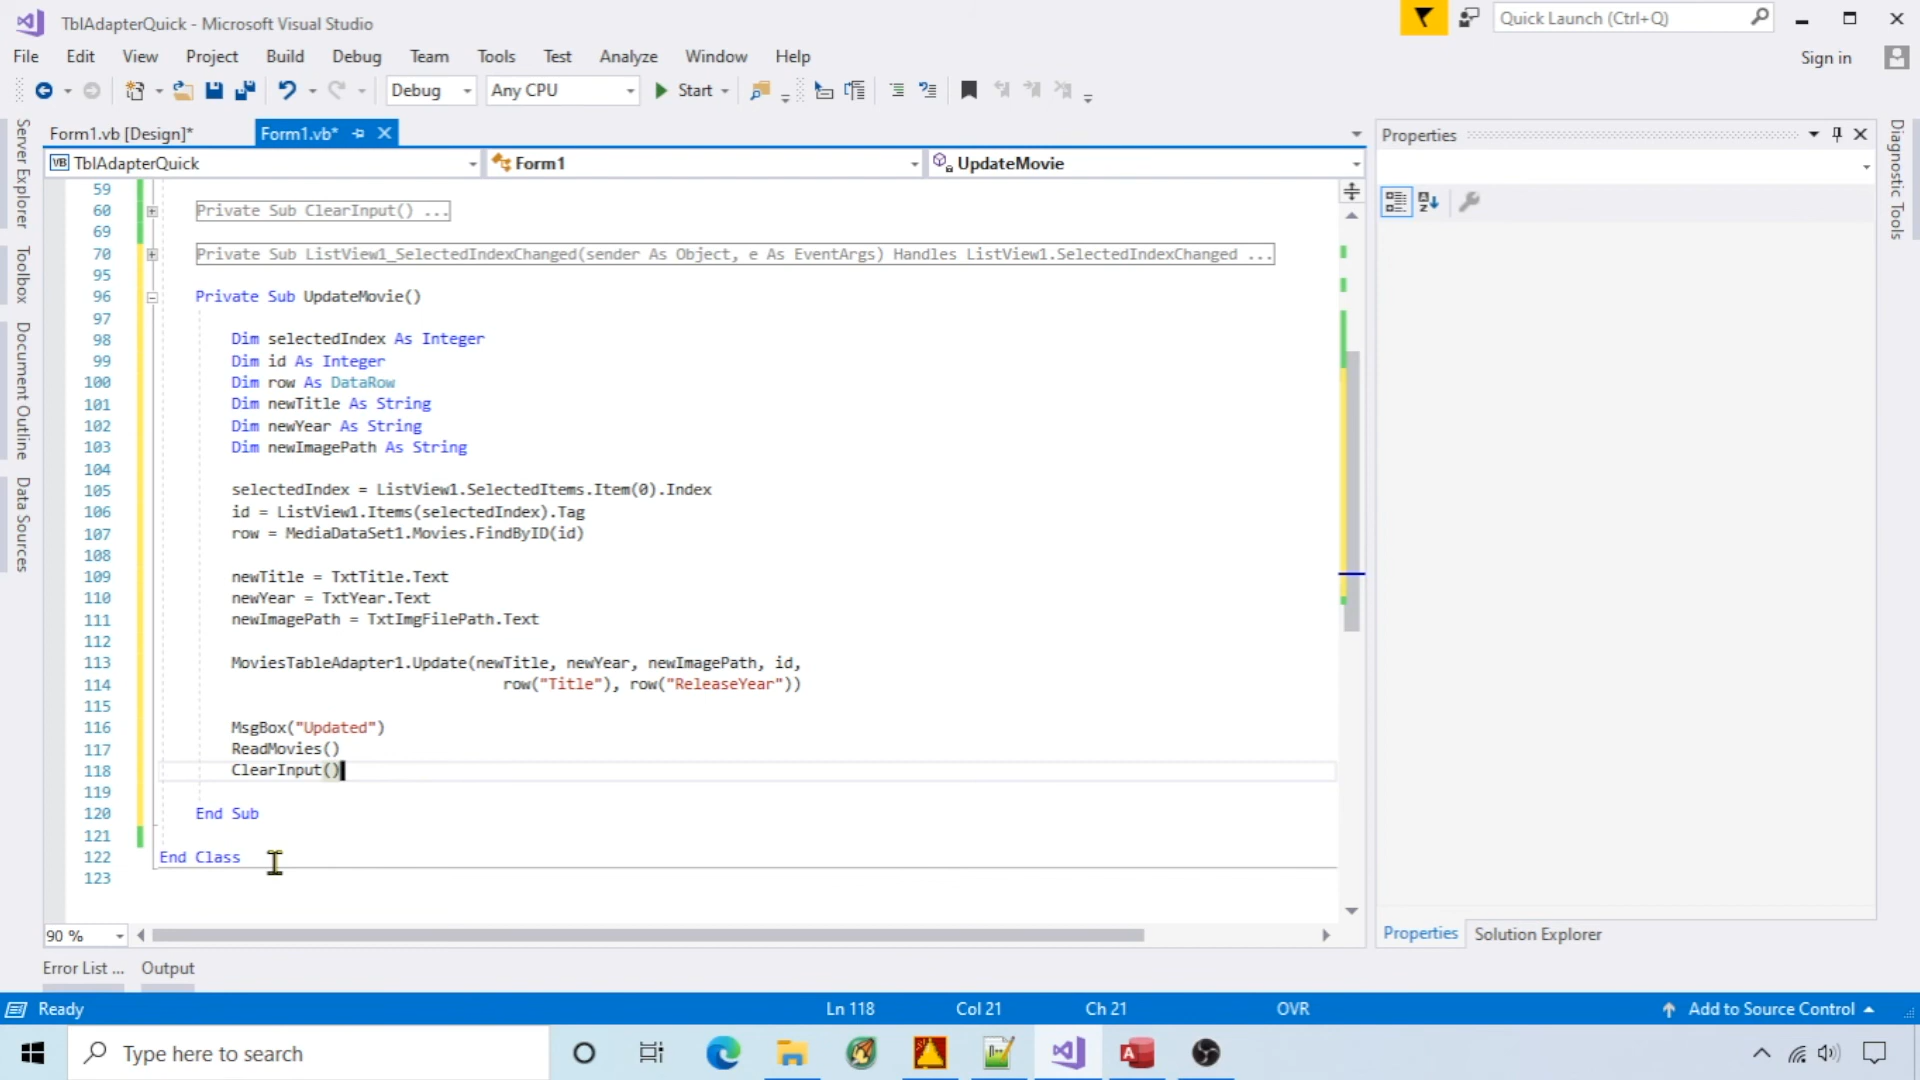 TblAdapterQuick - Microsoft Visual Studio
Quick Launch (Ctrl+Q)
File Edit View Project Build Debug Team Tools Test Analyze Window Help
Sign in
Debug Any CPU Start
Server Explorer
Toolbox
Document Outline
Data Sources
Form1.vb [Design]* Form1.vb*
VB TblAdapterQuick Form1 UpdateMovie
59
60 Private Sub ClearInput() ...
69
70 Private Sub ListView1_SelectedIndexChanged(sender As Object, e As EventArgs) Handles ListView1.SelectedIndexChanged ...
95
96 Private Sub UpdateMovie()
97
98 Dim selectedIndex As Integer
99 Dim id As Integer
100 Dim row As DataRow
101 Dim newTitle As String
102 Dim newYear As String
103 Dim newImagePath As String
104
105 selectedIndex = ListView1.SelectedItems.Item(0).Index
106 id = ListView1.Items(selectedIndex).Tag
107 row = MediaDataSet1.Movies.FindByID(id)
108
109 newTitle = TxtTitle.Text
110 newYear = TxtYear.Text
111 newImagePath = TxtImgFilePath.Text
112
113 MoviesTableAdapter1.Update(newTitle, newYear, newImagePath, id,
114 row("Title"), row("ReleaseYear"))
115
116 MsgBox("Updated")
117 ReadMovies()
118 ClearInput()
119
120 End Sub
121
122 End Class
123
90 %
Properties
Diagnostic Tools
Properties Solution Explorer
Error List ... Output
Ready Ln 118 Col 21 Ch 21 OVR Add to Source Control
Type here to search